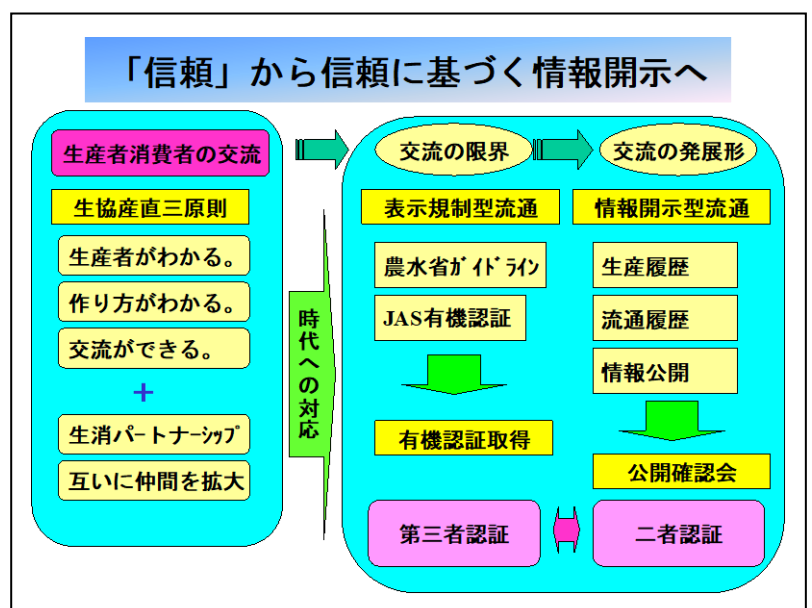 「信頼」から信頼に基づく情報開示へ
生産者消費者の交流
生協産直三原則
生産者がわかる。
作り方がわかる。
交流ができる。
+
生消パートナーシップ
互いに仲間を拡大
時代への対応
交流の限界
表示規制型流通
農水省ガイドライン
JAS有機認証
有機認証取得
第三者認証
交流の発展形
情報開示型流通
生産履歴
流通履歴
情報公開
公開確認会
二者認証